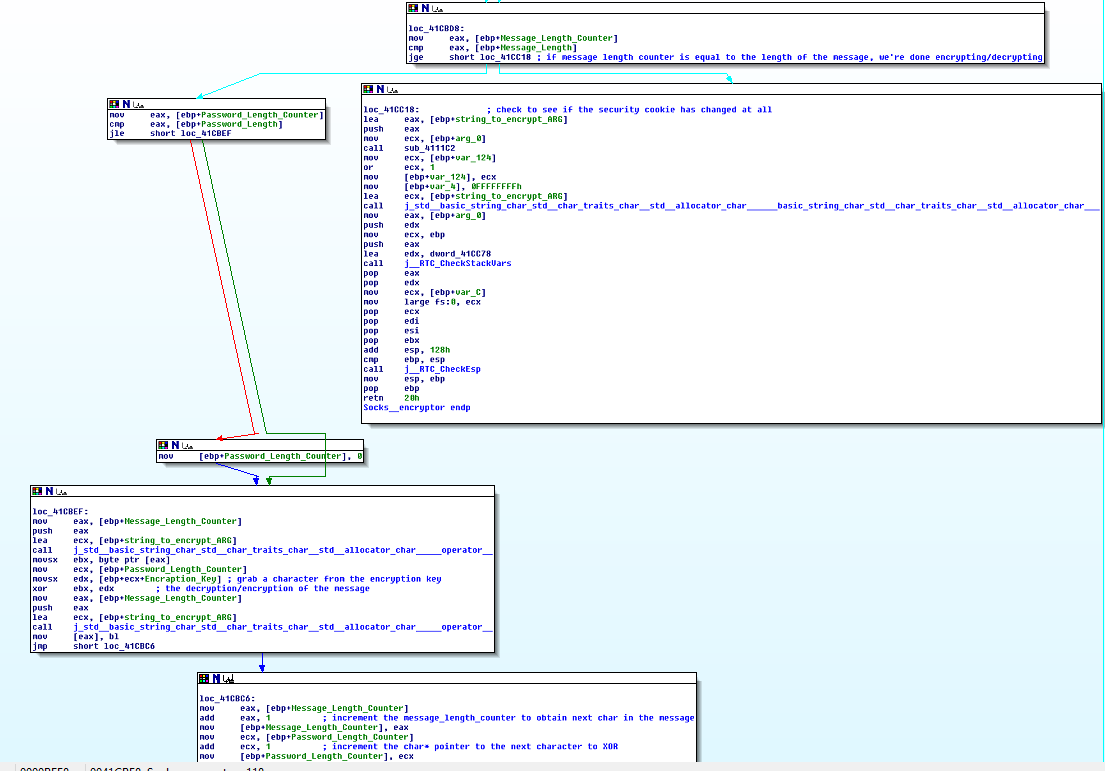 loc_41CBD8:
mov eax, [ebp+Message_Length_Counter]
cmp eax, [ebp+Message_Length]
jge short loc_41CC18 ; if message length counter is equal to the length of the message, we're done encrypting/decrypting
mov eax, [ebp+Password_Length_Counter]
cmp eax, [ebp+Password_Length]
jle short loc_41CBEF
loc_41CC18: ; check to see if the security cookie has changed at all
lea eax, [ebp+string_to_encrypt_ARG]
push eax
mov ecx, [ebp+arg_0]
call sub_4111C2
mov ecx, [ebp+var_124]
or ecx, 1
mov [ebp+var_124], ecx
mov [ebp+var_4], 0FFFFFFFFh
lea ecx, [ebp+string_to_encrypt_ARG]
call j_std__basic_string_char_std__char_traits_char__std__allocator_char______basic_string_char_std__char_traits_char__std__allocator_char___
mov eax, [ebp+arg_0]
push edx
mov ecx, ebp
push eax
lea edx, dword_41CC78
call j__RTC_CheckStackVars
pop eax
pop edx
mov ecx, [ebp+var_C]
mov large fs:0, ecx
pop ecx
pop edi
pop esi
pop ebx
add esp, 128h
cmp ebp, esp
call j__RTC_CheckEsp
mov esp, ebp
pop ebp
retn 20h
Socks__encryptor endp
mov [ebp+Password_Length_Counter], 0
loc_41CBEF:
mov eax, [ebp+Message_Length_Counter]
push eax
lea ecx, [ebp+string_to_encrypt_ARG]
call j_std__basic_string_char_std__char_traits_char__std__allocator_char_____operator__
movsx ebx, byte ptr [eax]
mov ecx, [ebp+Password_Length_Counter]
movsx edx, [ebp+ecx+Encraption_Key] ; grab a character from the encryption key
xor ebx, edx ; the decryption/encryption of the message
mov eax, [ebp+Message_Length_Counter]
push eax
lea ecx, [ebp+string_to_encrypt_ARG]
call j_std__basic_string_char_std__char_traits_char__std__allocator_char_____operator__
mov [eax], bl
jmp short loc_41CBC6
loc_41CBC6:
mov eax, [ebp+Message_Length_Counter]
add eax, 1 ; increment the message_length_counter to obtain next char in the message
mov [ebp+Message_Length_Counter], eax
mov ecx, [ebp+Password_Length_Counter]
add ecx, 1 ; increment the char* pointer to the next character to XOR
mov [ebp+Password_Length_Counter], ecx